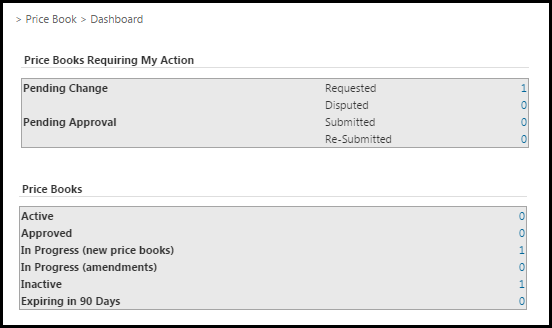 > Price Book > Dashboard
Price Books Requiring My Action
Pending Change Requested 1
Disputed 0
Pending Approval Submitted 0
Re-Submitted 0
Price Books
Active 0
Approved 0
In Progress (new price books) 1
In Progress (amendments) 0
Inactive 1
Expiring in 90 Days 0